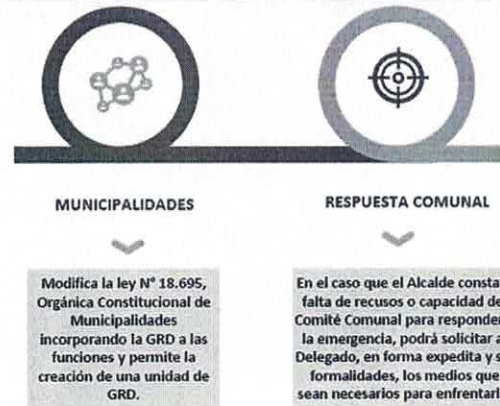 MUNICIPALIDADES
Modifica la ley N° 18.695,
Orgánica Constitucional de
Municipalidades
incorporando la GRD a las
funciones y permite la
creación de una unidad de
GRD.
RESPUESTA COMUNAL
En el caso que el Alcalde consta
falta de recusos o capacidad de
Comité Comunal para responder
la emergencia, podrá solicitar a
Delegado, en forma expedita y s
formalidades, los medios que
sean necesarios para enfrentarl